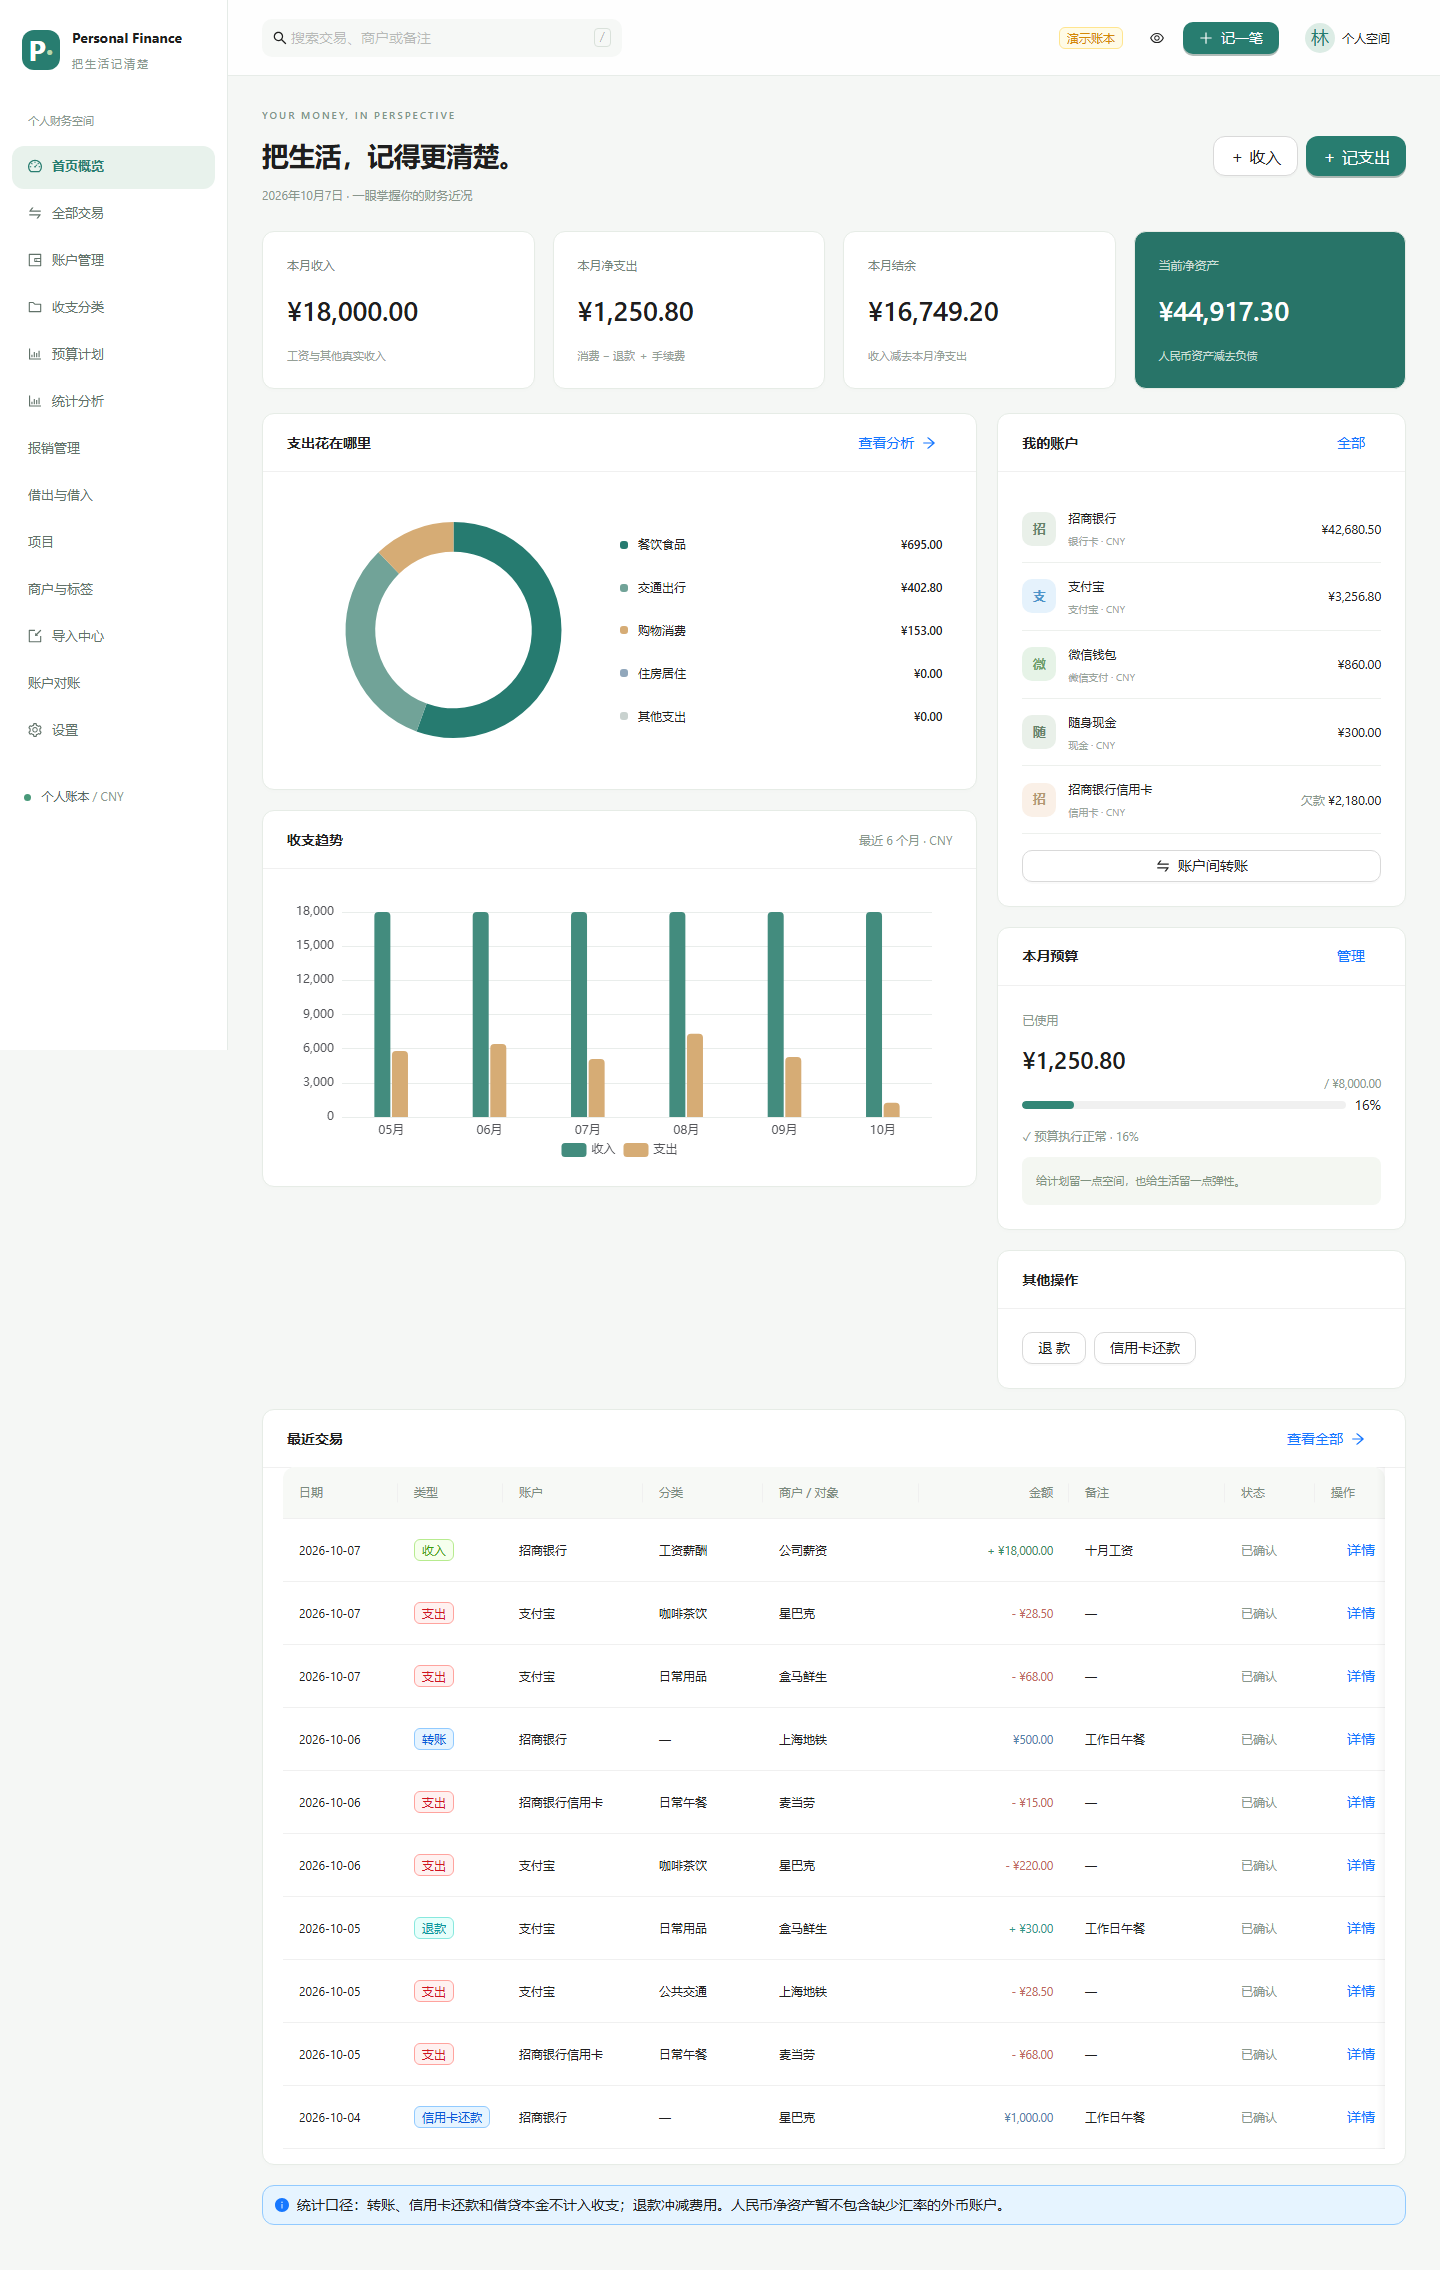 P
Personal Finance
把生活记清楚
搜索交易、商户或备注
/
演示账本
记一笔
林
个人空间
个人财务空间
首页概览
全部交易
账户管理
收支分类
预算计划
统计分析
报销管理
借出与借入
项目
商户与标签
导入中心
账户对账
设置
个人账本 / CNY
YOUR MONEY, IN PERSPECTIVE
把生活，记得更清楚。
2026年10月7日 · 一眼掌握你的财务近况
+ 收入
+ 记支出
本月收入
¥18,000.00
工资与其他真实收入
本月净支出
¥1,250.80
消费 − 退款 + 手续费
本月结余
¥16,749.20
收入减去本月净支出
当前净资产
¥44,917.30
人民币资产减去负债
支出花在哪里
查看分析 →
餐饮食品 ¥695.00
交通出行 ¥402.80
购物消费 ¥153.00
住房居住 ¥0.00
其他支出 ¥0.00
收支趋势
最近 6 个月 · CNY
18,000
15,000
12,000
9,000
6,000
3,000
0
05月 06月 07月 08月 09月 10月
收入 支出
我的账户
全部
招 招商银行
银行卡 · CNY
¥42,680.50
支 支付宝
支付宝 · CNY
¥3,256.80
微 微信钱包
微信支付 · CNY
¥860.00
随 随身现金
现金 · CNY
¥300.00
招 招商银行信用卡
信用卡 · CNY
欠款 ¥2,180.00
账户间转账
本月预算
管理
已使用
¥1,250.80
/ ¥8,000.00
16%
✓ 预算执行正常 · 16%
给计划留一点空间，也给生活留一点弹性。
其他操作
退 款
信用卡还款
最近交易
查看全部 →
日期 类型 账户 分类 商户 / 对象 金额 备注 状态 操作
2026-10-07 收入 招商银行 工资薪酬 公司薪资 + ¥18,000.00 十月工资 已确认 详情
2026-10-07 支出 支付宝 咖啡茶饮 星巴克 - ¥28.50 — 已确认 详情
2026-10-07 支出 支付宝 日常用品 盒马鲜生 - ¥68.00 — 已确认 详情
2026-10-06 转账 招商银行 — 上海地铁 ¥500.00 工作日午餐 已确认 详情
2026-10-06 支出 招商银行信用卡 日常午餐 麦当劳 - ¥15.00 — 已确认 详情
2026-10-06 支出 支付宝 咖啡茶饮 星巴克 - ¥220.00 — 已确认 详情
2026-10-05 退款 支付宝 日常用品 盒马鲜生 + ¥30.00 工作日午餐 已确认 详情
2026-10-05 支出 支付宝 公共交通 上海地铁 - ¥28.50 — 已确认 详情
2026-10-05 支出 招商银行信用卡 日常午餐 麦当劳 - ¥68.00 — 已确认 详情
2026-10-04 信用卡还款 招商银行 — 星巴克 ¥1,000.00 工作日午餐 已确认 详情
统计口径：转账、信用卡还款和借贷本金不计入收支；退款冲减费用。人民币净资产暂不包含缺少汇率的外币账户。